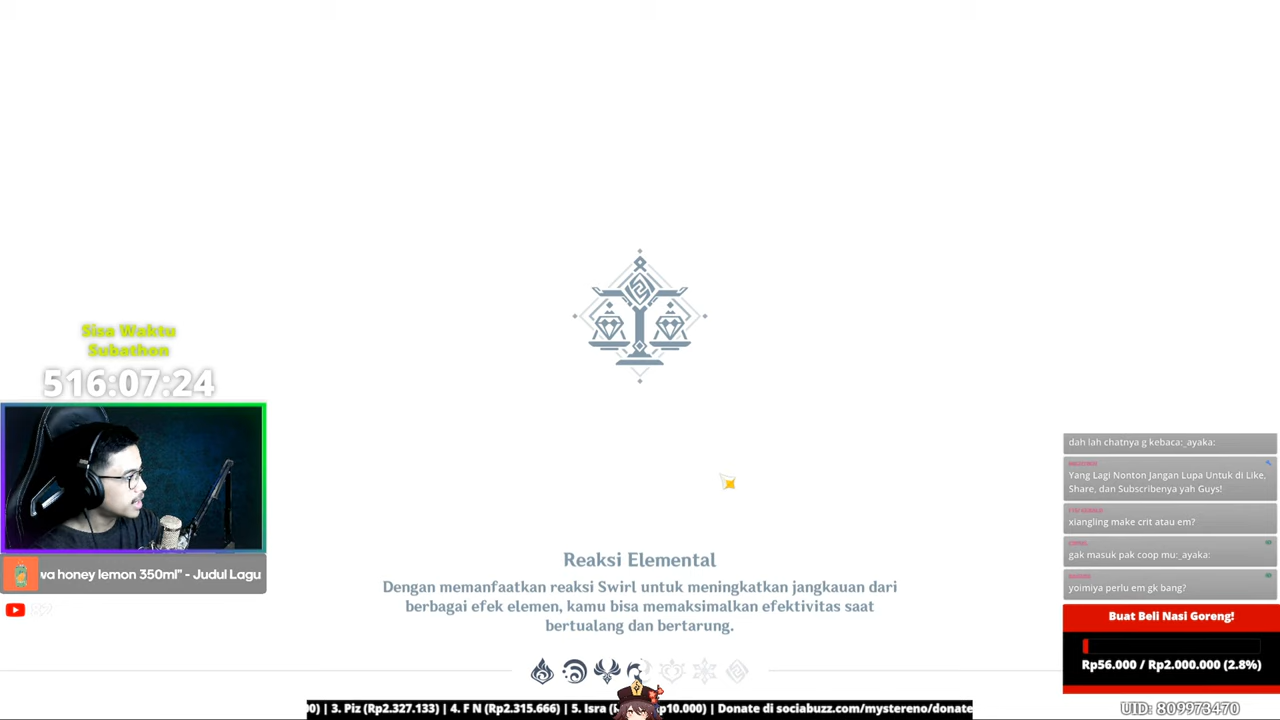 Sisa Waktu
Subathon
516:07:24
wa honey lemon 350ml" - Judul Lagu
Reaksi Elemental
Dengan memanfaatkan reaksi Swirl untuk meningkatkan jangkauan dari
berbagai efek elemen, kamu bisa memaksimalkan efektivitas saat
bertualang dan bertarung.
dah lah chatnya g kebaca:_ayaka:
Yang Lagi Nonton Jangan Lupa Untuk di Like,
Share, dan Subscribenya yah Guys!
xiangling make crit atau em?
gak masuk pak coop mu:_ayaka:
yoimiya perlu em gk bang?
Buat Beli Nasi Goreng!
Rp56.000 / Rp2.000.000 (2.8%)
00) | 3. Piz (Rp2.327.133) | 4. F N (Rp2.315.666) | 5. Isra (Rp10.000) | Donate di sociabuzz.com/mystereno/donate
UID: 809973470